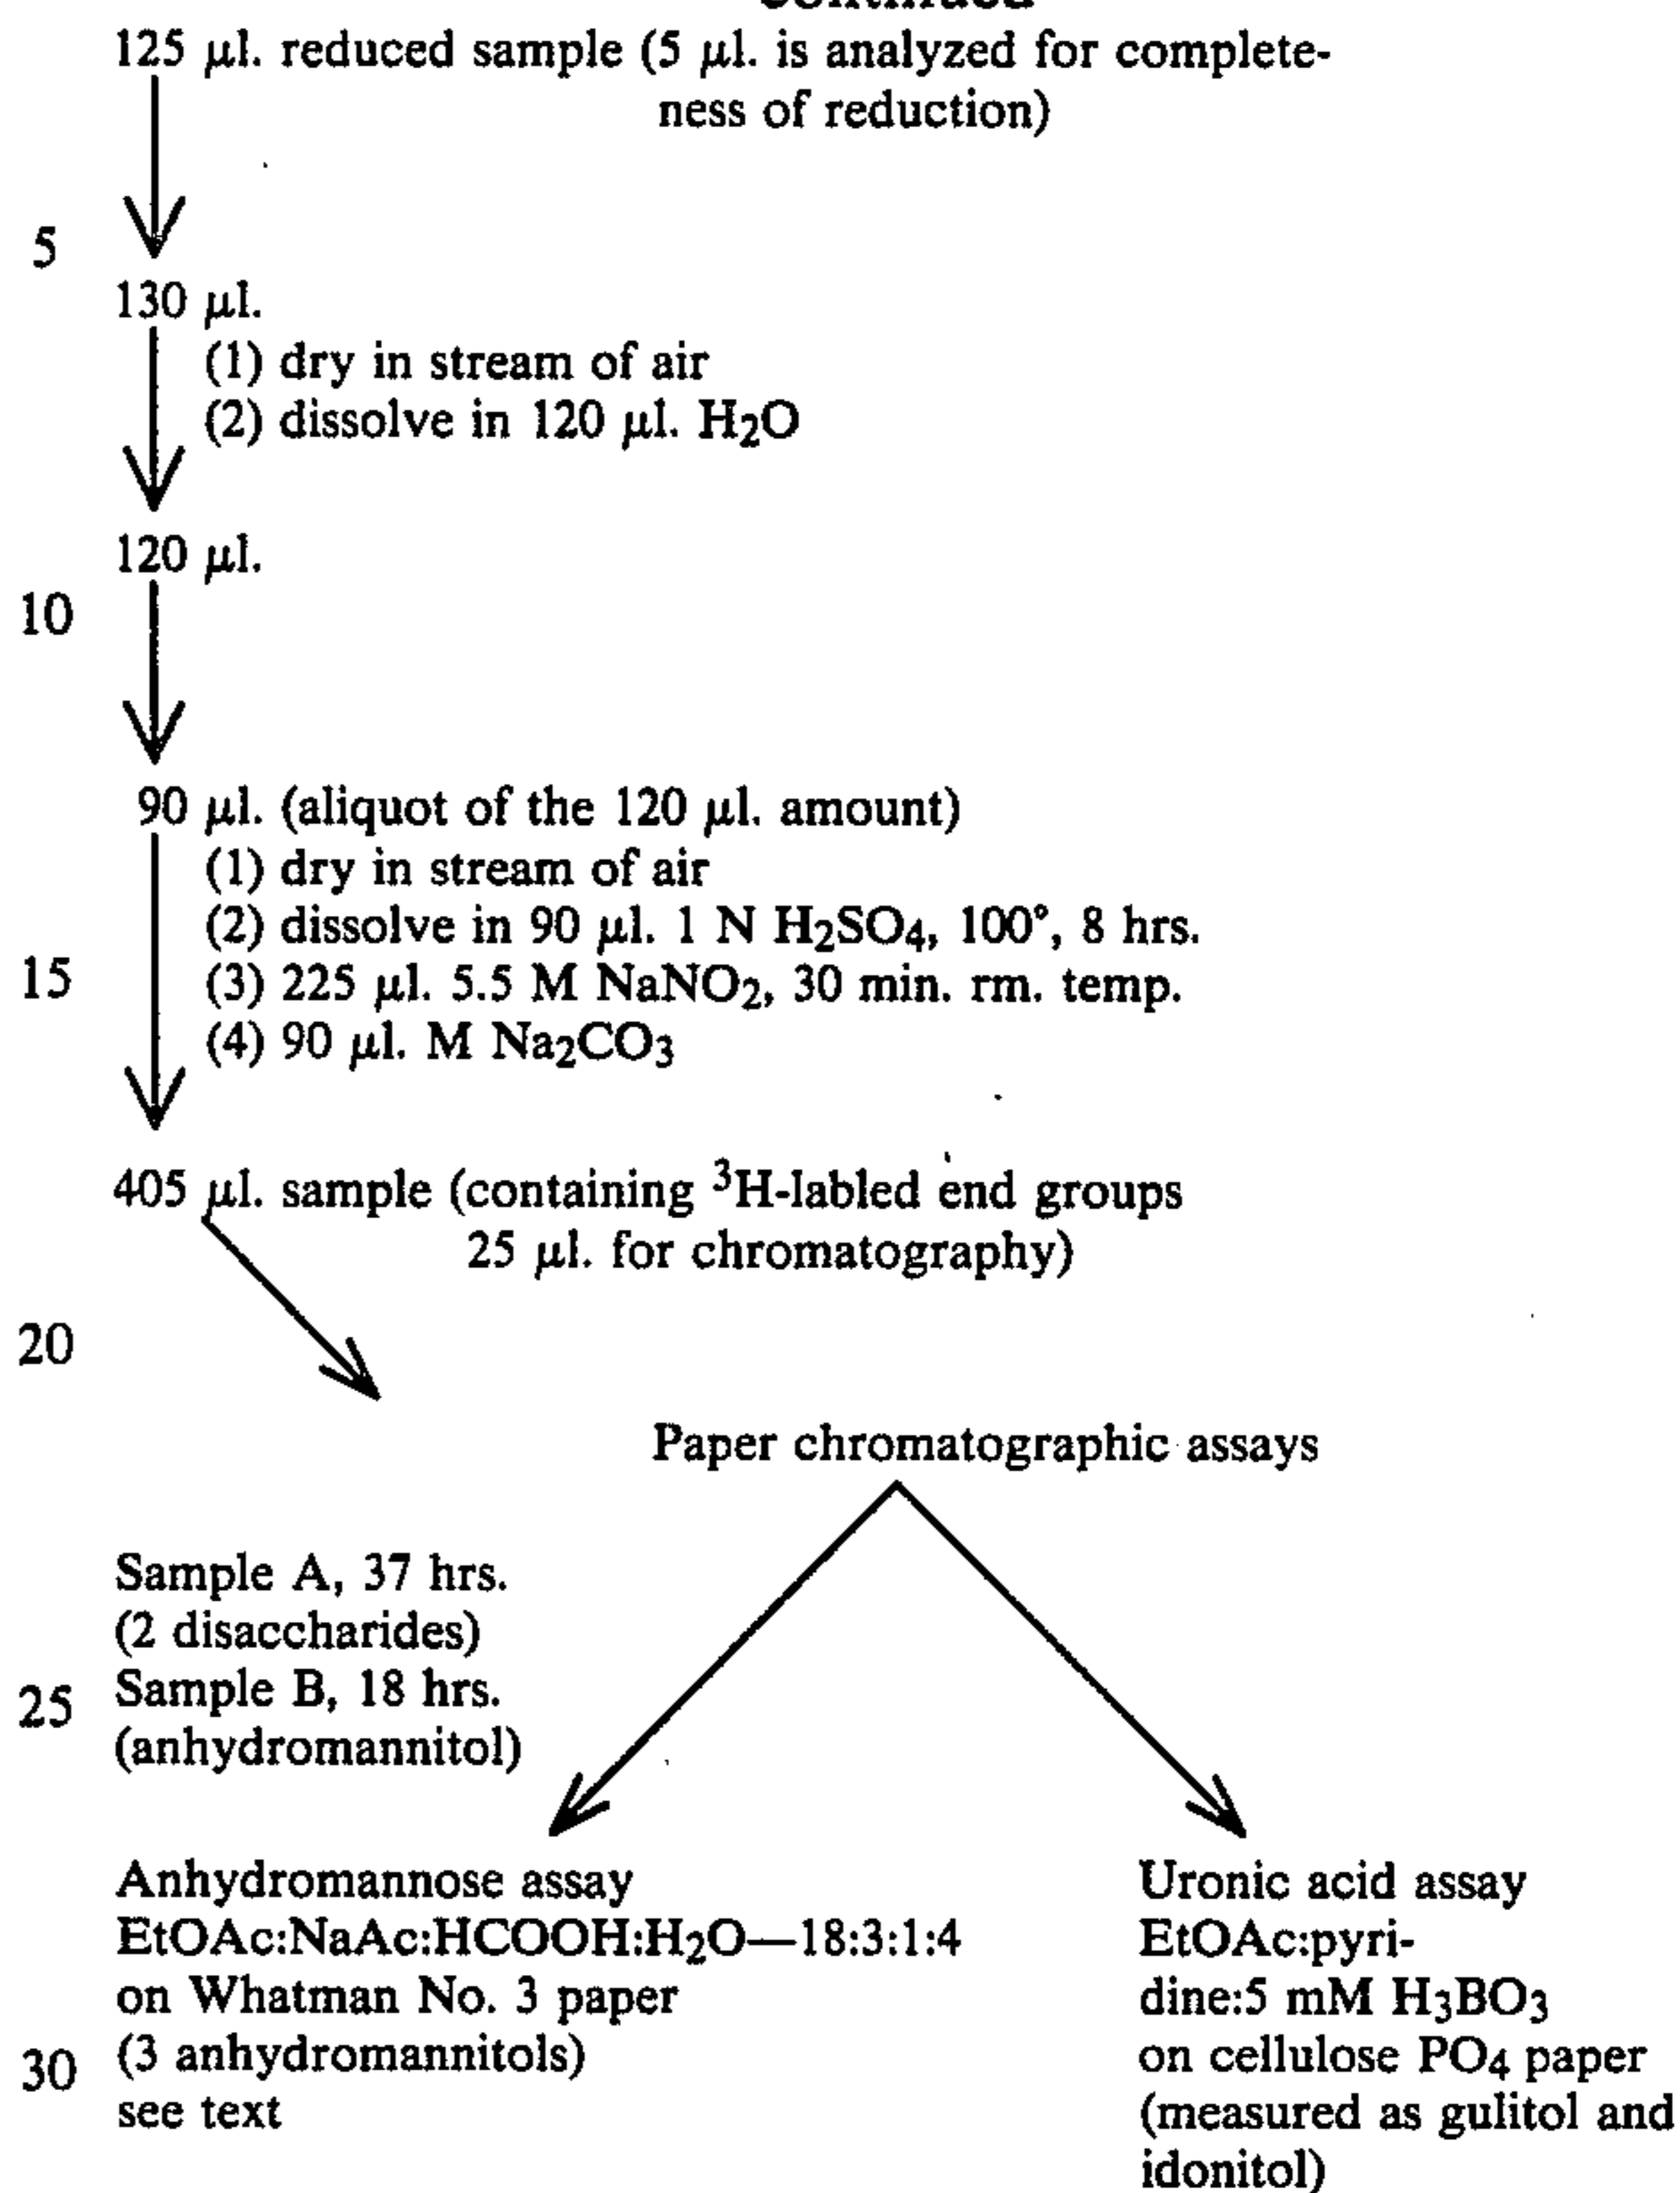 continued
125 μl. reduced sample (5 μl. is analyzed for complete-
ness of reduction)
5
130 μl.
(1) dry in stream of air
(2) dissolve in 120 μl. H₂O
120 μl.
10
90 μl. (aliquot of the 120 μl. amount)
(1) dry in stream of air
(2) dissolve in 90 μl. 1 N H₂SO₄, 100°, 8 hrs.
15
(3) 225 μl. 5.5 M NaNO₂, 30 min. rm. temp.
(4) 90 μl. M Na₂CO₃
405 μl. sample (containing ³H-labled end groups
25 μl. for chromatography)
20
Paper chromatographic assays
Sample A, 37 hrs.
(2 disaccharides)
25
Sample B, 18 hrs.
(anhydromannitol)
Anhydromannose assay
EtOAc:NaAc:HCOOH:H₂O—18:3:1:4
on Whatman No. 3 paper
30
(3 anhydromannitols)
see text
Uronic acid assay
EtOAc:pyri-
dine:5 mM H₃BO₃
on cellulose PO₄ paper
(measured as gulitol and
idonitol)